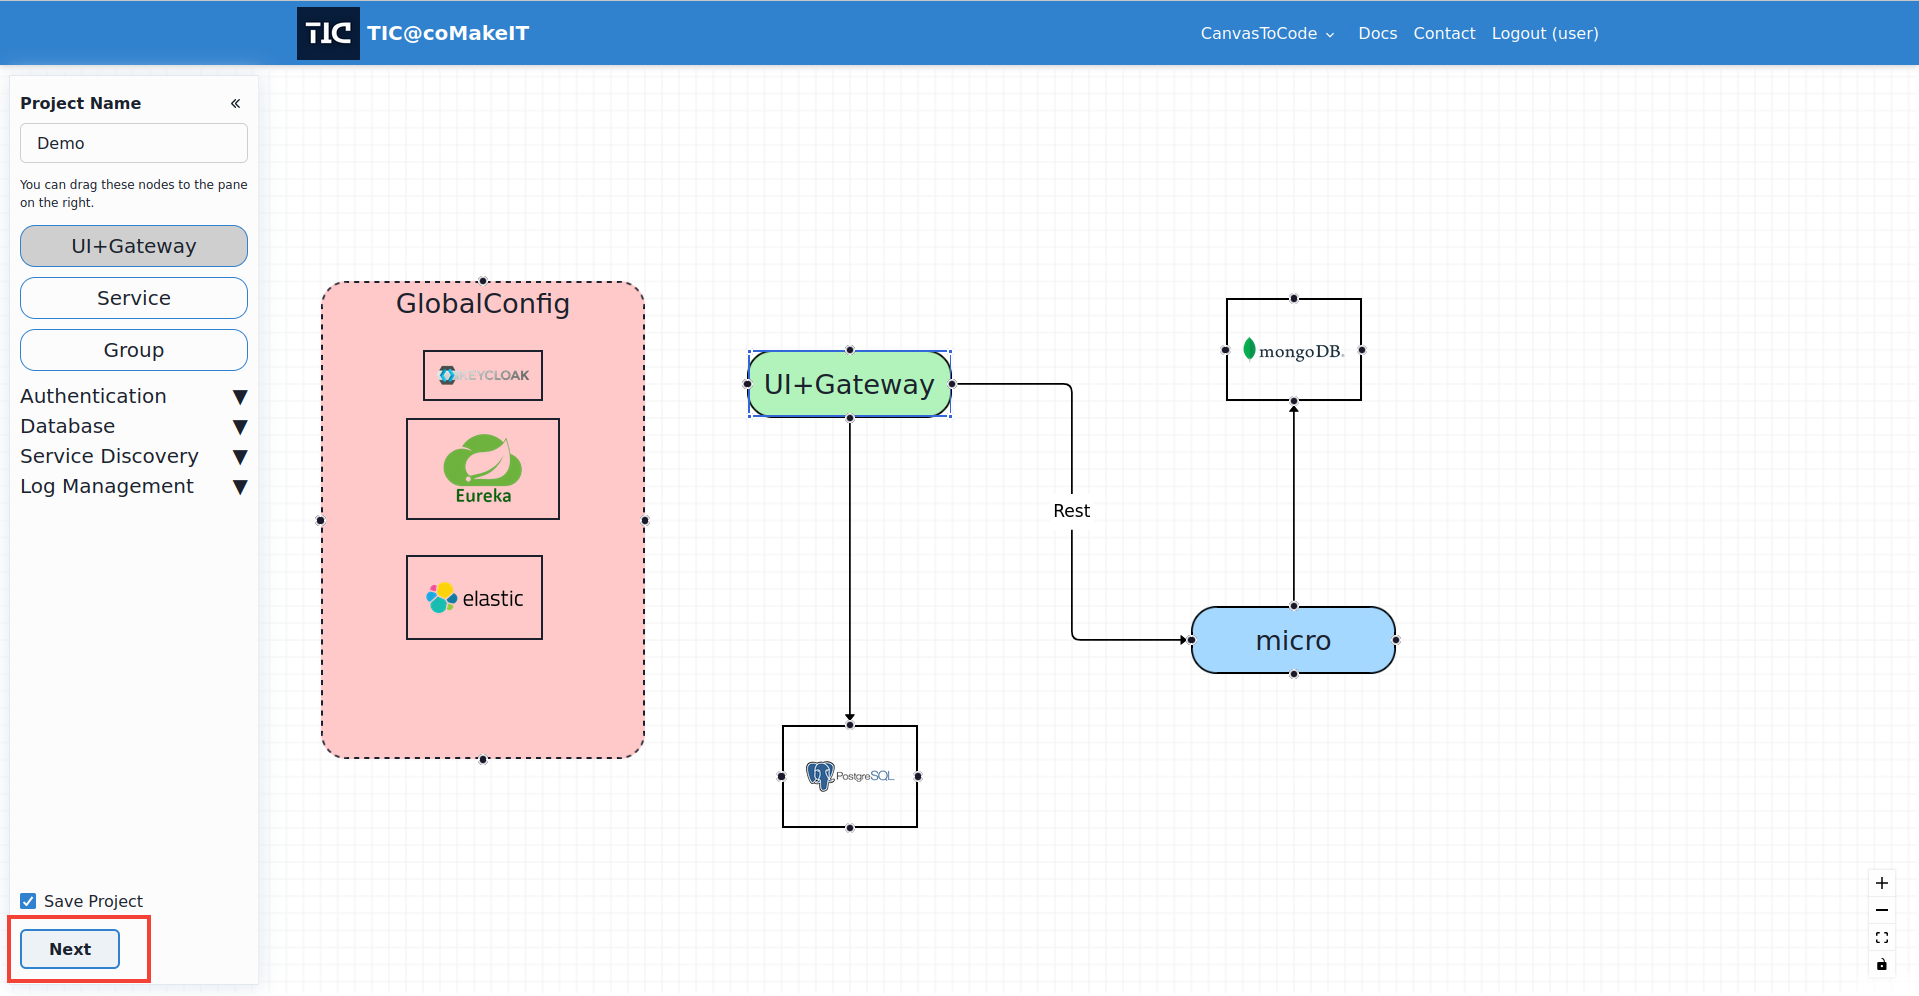 TIC TIC@coMakeIT
CanvasToCode Docs Contact Logout (user)
Project Name
Demo
You can drag these nodes to the pane
on the right.
UI+Gateway
Service
Group
Authentication
Database
Service Discovery
Log Management
Save Project
Next
GlobalConfig
KEYCLOAK
Eureka
elastic
UI+Gateway
Rest
mongoDB
micro
PostgreSQL